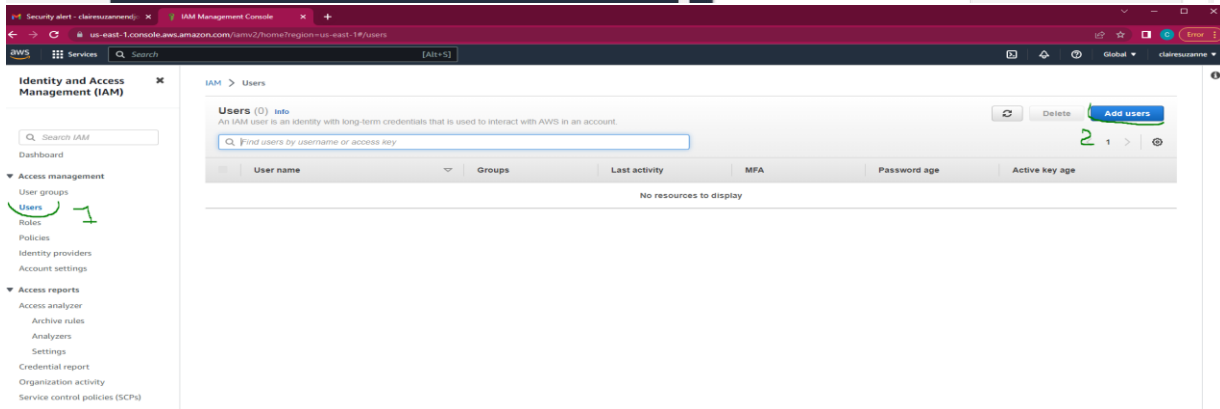 Security alert - clairesuzannendj
IAM Management Console
us-east-1.console.aws.amazon.com/iamv2/home?region=us-east-1#/users
C
Error
aws
Services
Search
[Alt+S]
Global
clairesuzanne
Identity and Access
Management (IAM)
Search IAM
Dashboard
Access management
User groups
Users
1
Roles
Policies
Identity providers
Account settings
Access reports
Access analyzer
Archive rules
Analyzers
Settings
Credential report
Organization activity
Service control policies (SCPs)
IAM > Users
Users (0) Info
An IAM user is an identity with long-term credentials that is used to interact with AWS in an account.
Delete
Add users
Find users by username or access key
2
1
User name Groups Last activity MFA Password age Active key age
No resources to display